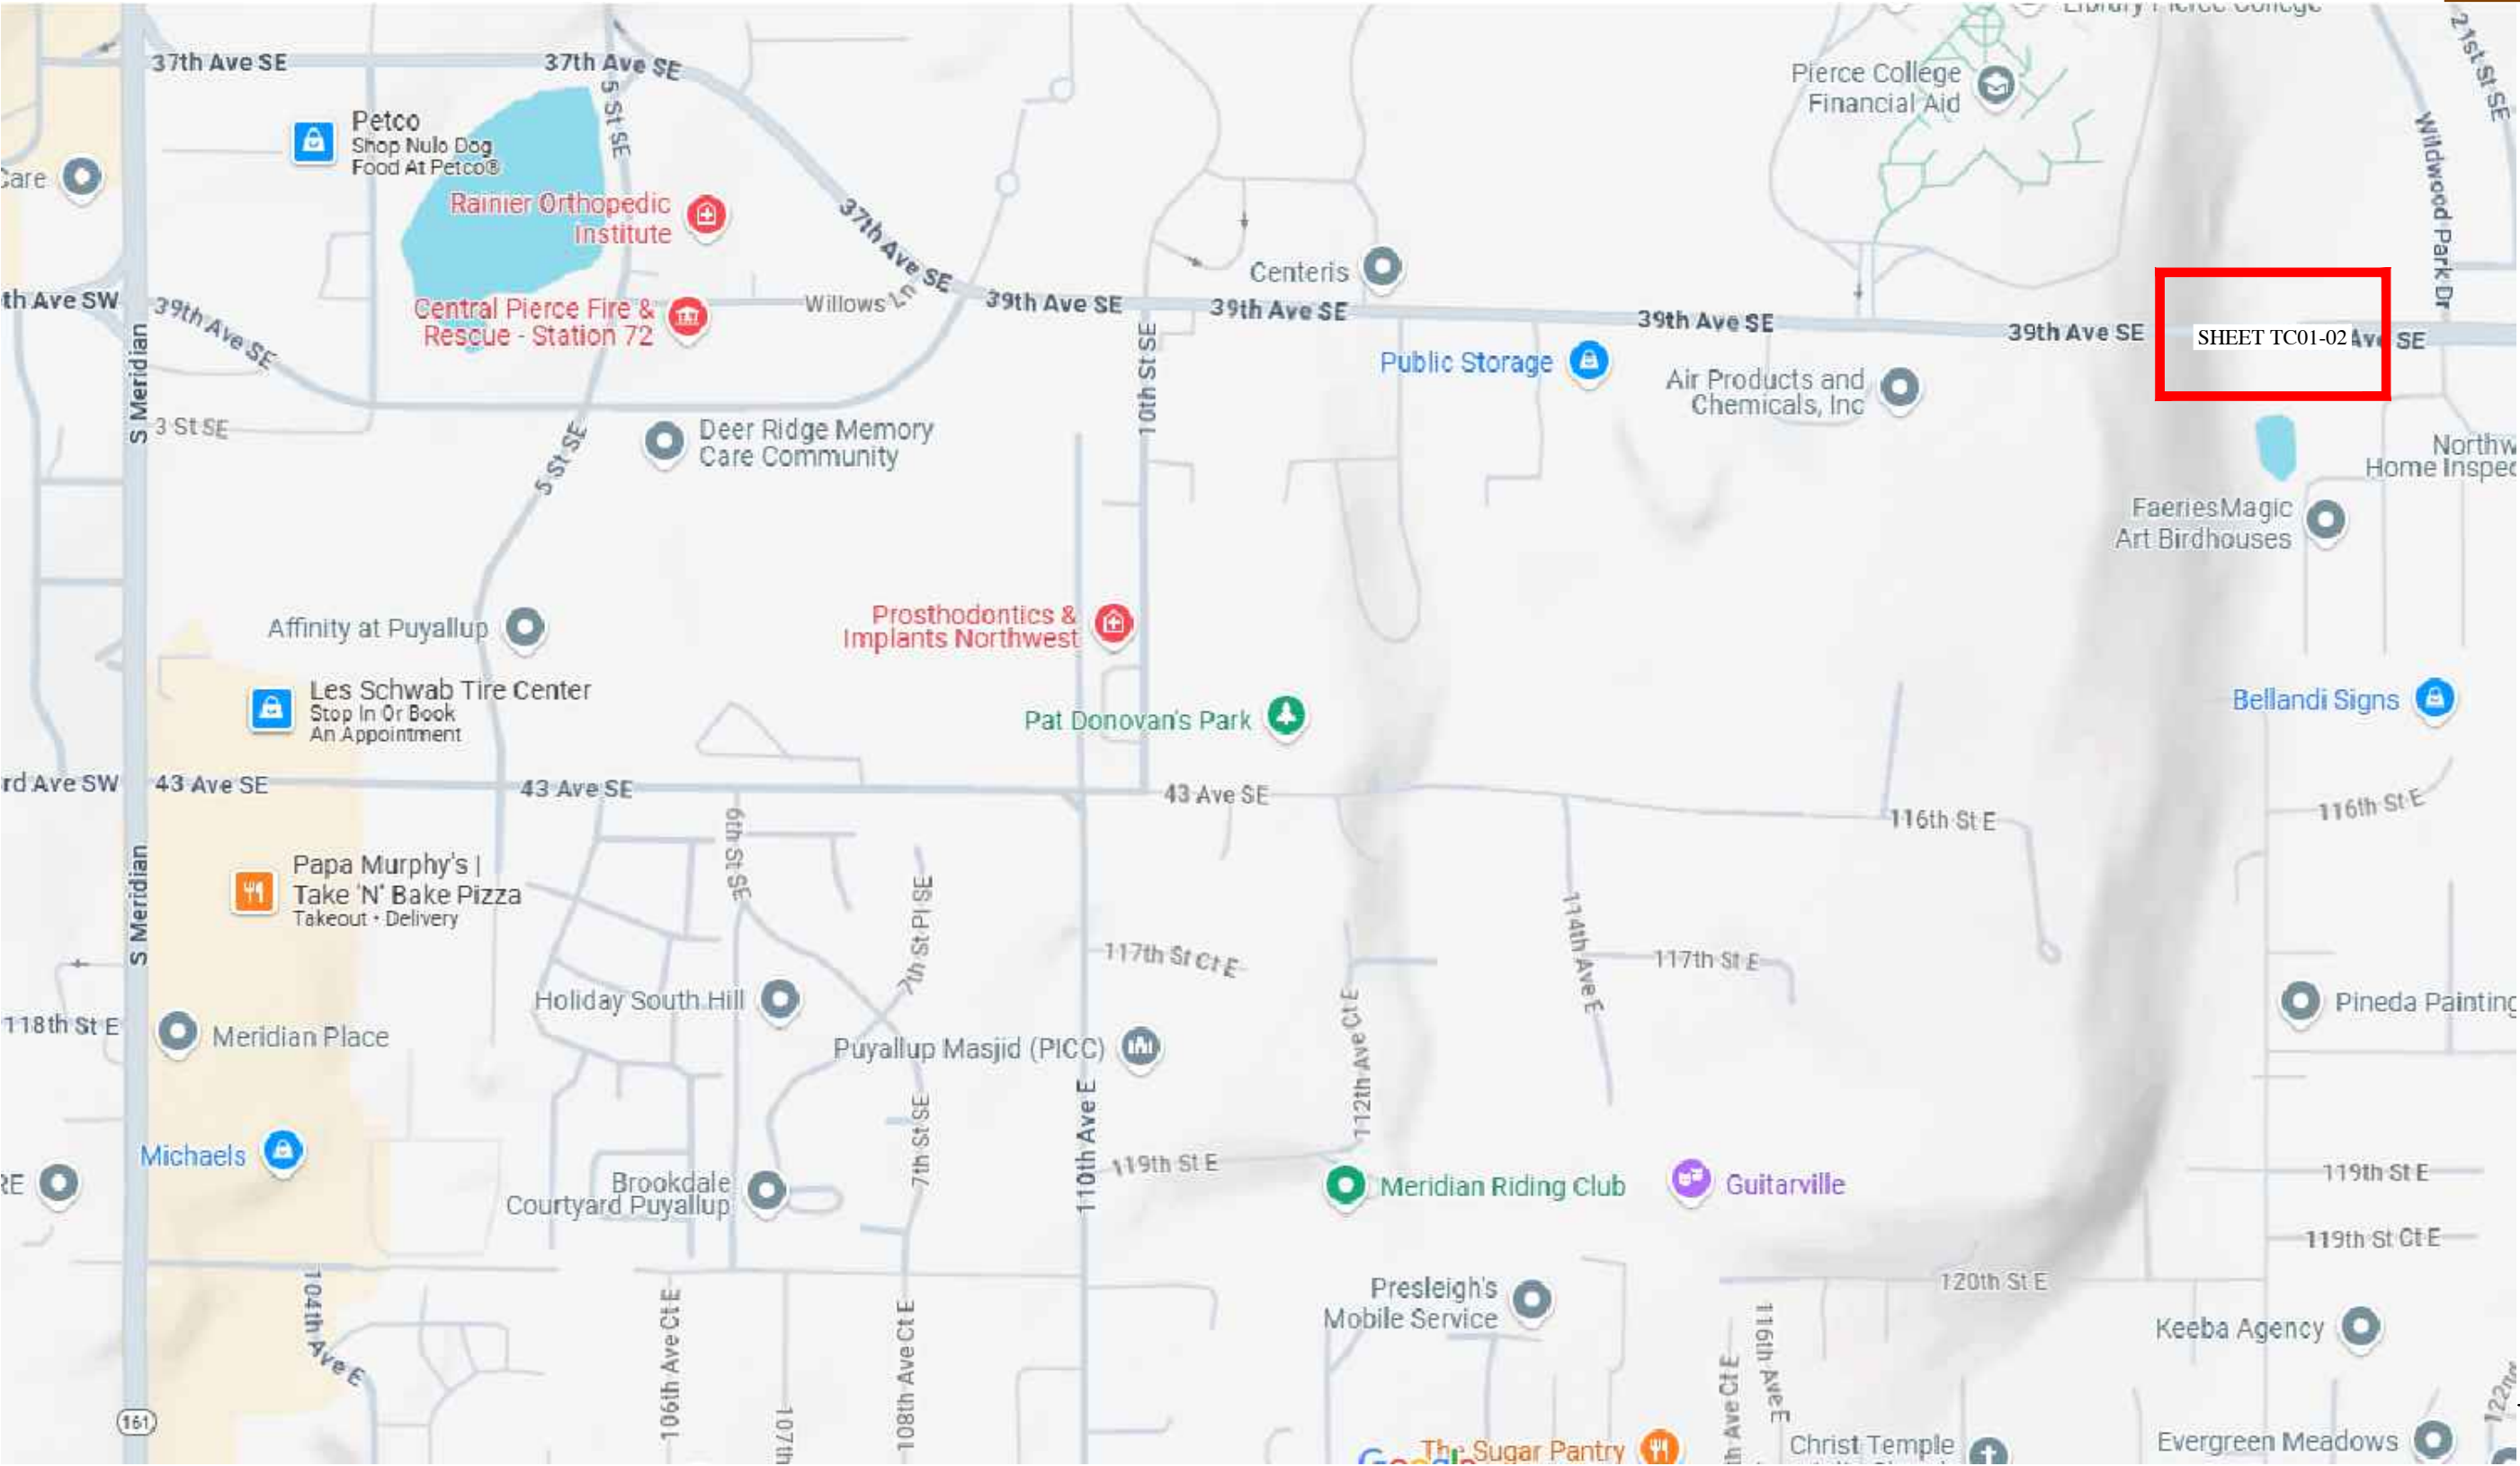 Library Pierce College
21st St SE
37th Ave SE
37th Ave SE
5 St SE
Pierce College
Financial Aid
Petco
Shop Nulo Dog
Food At Petco®
Care
Wildwood Park Dr
Rainier Orthopedic
Institute
37th Ave SE
Centeris
th Ave SW
39th Ave SE
Central Pierce Fire &
Rescue - Station 72
Willows Ln
39th Ave SE
39th Ave SE
39th Ave SE
39th Ave SE
SHEET TC01-02
Ave SE
S Meridian
10th St SE
Public Storage
Air Products and
Chemicals, Inc
3 St SE
5 St SE
Deer Ridge Memory
Care Community
Northw
Home Inspec
FaeriesMagic
Art Birdhouses
Affinity at Puyallup
Prosthodontics &
Implants Northwest
Les Schwab Tire Center
Stop In Or Book
An Appointment
Pat Donovan's Park
Bellandi Signs
rd Ave SW
43 Ave SE
43 Ave SE
43 Ave SE
116th St E
116th St E
6th St SE
S Meridian
Papa Murphy's |
Take 'N' Bake Pizza
Takeout • Delivery
7th St Pl SE
114th Ave E
117th St Ct E
117th St E
Holiday South Hill
118th St E
Meridian Place
Puyallup Masjid (PICC)
112th Ave Ct E
Pineda Painting
Michaels
7th St SE
110th Ave E
119th St E
119th St E
RE
Brookdale
Courtyard Puyallup
Meridian Riding Club
Guitarville
119th St Ct E
104th Ave E
106th Ave Ct E
107th
108th Ave Ct E
Presleigh's
Mobile Service
120th St E
116th Ave E
th Ave Ct E
Keeba Agency
161
Google
The Sugar Pantry
Christ Temple
Evergreen Meadows